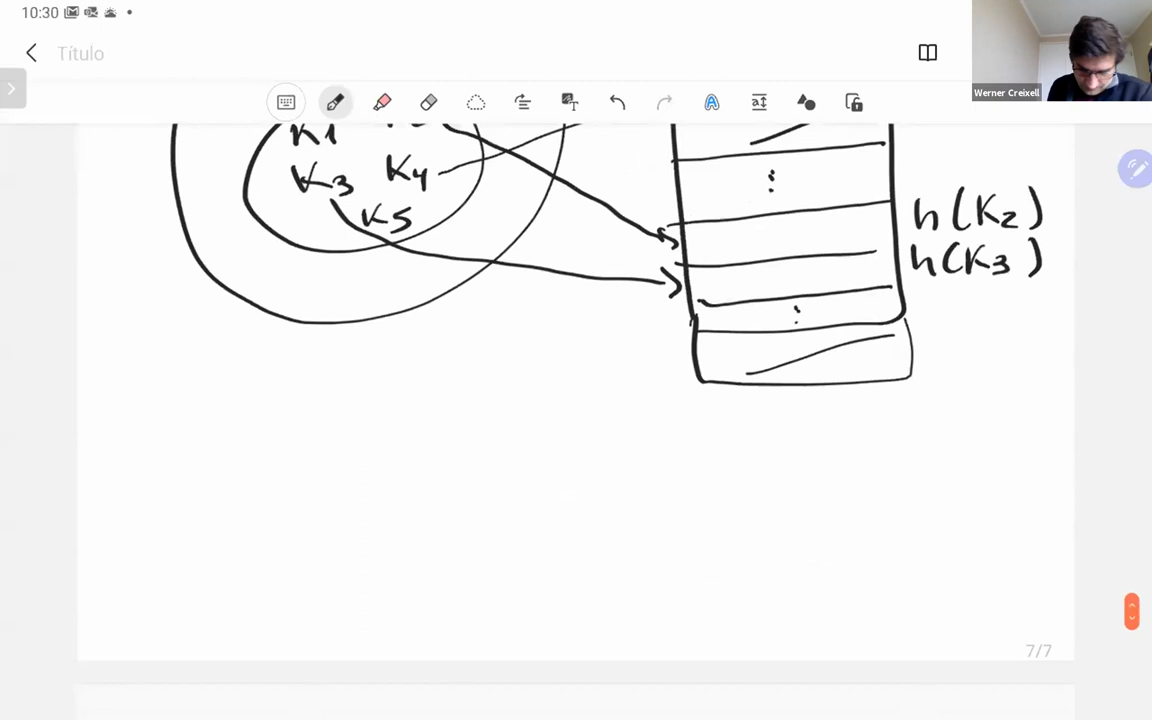 10:30
Título
Werner Creixell
K1
K3 K4
K5
h(K2)
h(K3)
7/7